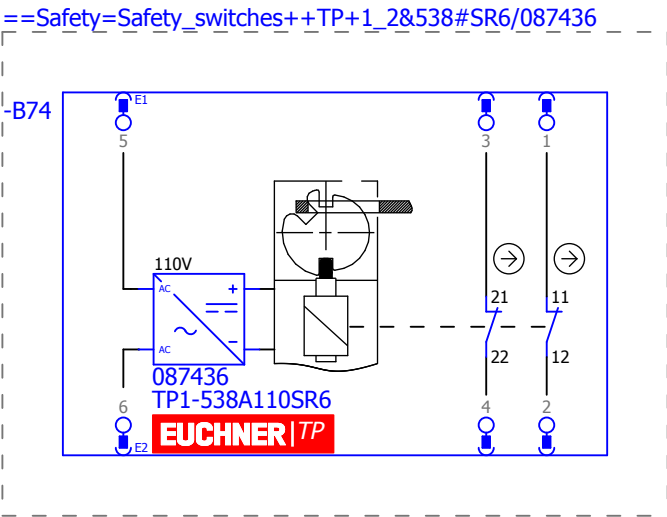 ==Safety=Safety_switches++TP+1_2&538#SR6/087436
-B74
E1
5
3
1
110V
AC
+
21
11
AC
-
22
12
087436
TP1-538A110SR6
6
4
2
EUCHNER|TP
E2